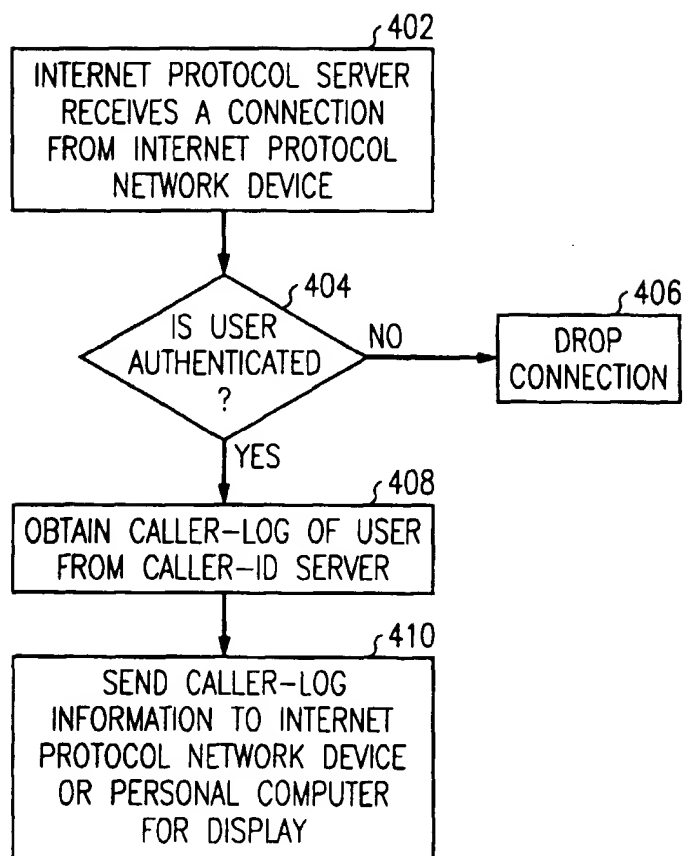 402
INTERNET PROTOCOL SERVER
RECEIVES A CONNECTION
FROM INTERNET PROTOCOL
NETWORK DEVICE
404
IS USER
AUTHENTICATED
?
NO
406
DROP
CONNECTION
YES
408
OBTAIN CALLER-LOG OF USER
FROM CALLER-ID SERVER
410
SEND CALLER-LOG
INFORMATION TO INTERNET
PROTOCOL NETWORK DEVICE
OR PERSONAL COMPUTER
FOR DISPLAY